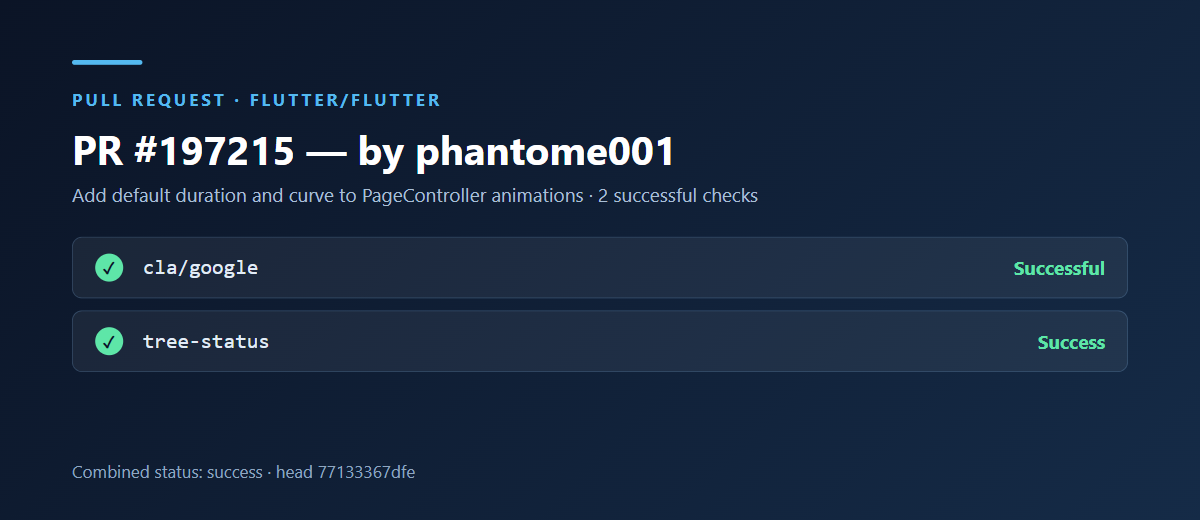 PULL REQUEST · FLUTTER/FLUTTER
PR #197215 — by phantome001
Add default duration and curve to PageController animations · 2 successful checks
✓ cla/google Successful
✓ tree-status Success
Combined status: success · head 77133367dfe